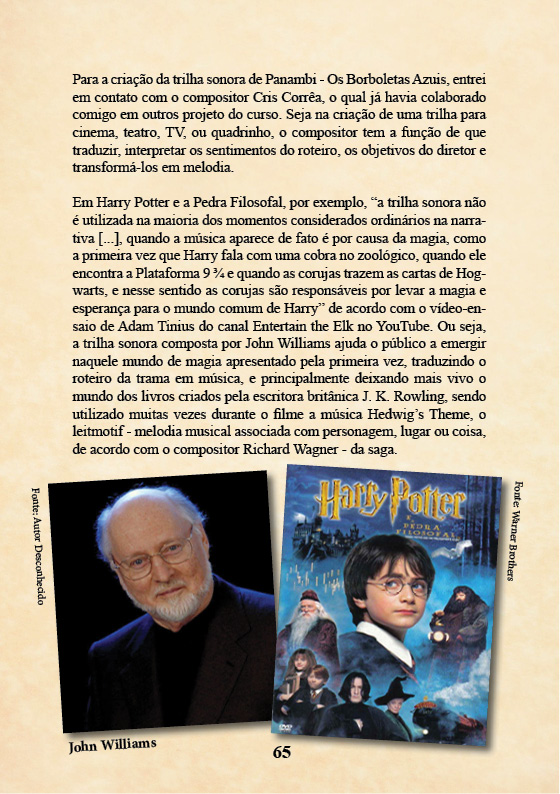 Para a criação da trilha sonora de Panambi - Os Borboletas Azuis, entrei
em contato com o compositor Cris Corrêa, o qual já havia colaborado
comigo em outros projeto do curso. Seja na criação de uma trilha para
cinema, teatro, TV, ou quadrinho, o compositor tem a função de que
traduzir, interpretar os sentimentos do roteiro, os objetivos do diretor e
transformá-los em melodia.
Em Harry Potter e a Pedra Filosofal, por exemplo, “a trilha sonora não
é utilizada na maioria dos momentos considerados ordinários na narra-
tiva [...], quando a música aparece de fato é por causa da magia, como
a primeira vez que Harry fala com uma cobra no zoológico, quando ele
encontra a Plataforma 9 ¾ e quando as corujas trazem as cartas de Hog-
warts, e nesse sentido as corujas são responsáveis por levar a magia e
esperança para o mundo comum de Harry” de acordo com o vídeo-en-
saio de Adam Tinius do canal Entertain the Elk no YouTube. Ou seja,
a trilha sonora composta por John Williams ajuda o público a emergir
naquele mundo de magia apresentado pela primeira vez, traduzindo o
roteiro da trama em música, e principalmente deixando mais vivo o
mundo dos livros criados pela escritora britânica J. K. Rowling, sendo
utilizado muitas vezes durante o filme a música Hedwig’s Theme, o
leitmotif - melodia musical associada com personagem, lugar ou coisa,
de acordo com o compositor Richard Wagner - da saga.
Fonte: Autor Desconhecido
Harry Potter
E A
PEDRA
FILOSOFAL
DVD
Fonte: Warner Brothers
John Williams
65